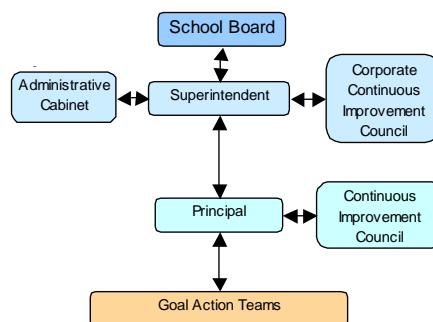 School Board
Administrative
Cabinet
Superintendent
Corporate
Continuous
Improvement
Council
Principal
Continuous
Improvement
Council
Goal Action Teams